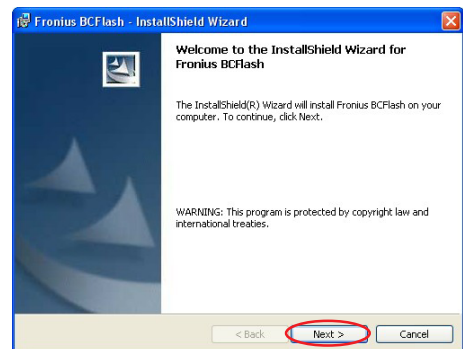 Fronius BCFlash - InstallShield Wizard
Welcome to the InstallShield Wizard for
Fronius BCFlash
The InstallShield(R) Wizard will install Fronius BCFlash on your
computer. To continue, click Next.
WARNING: This program is protected by copyright law and
international treaties.
< Back Next > Cancel